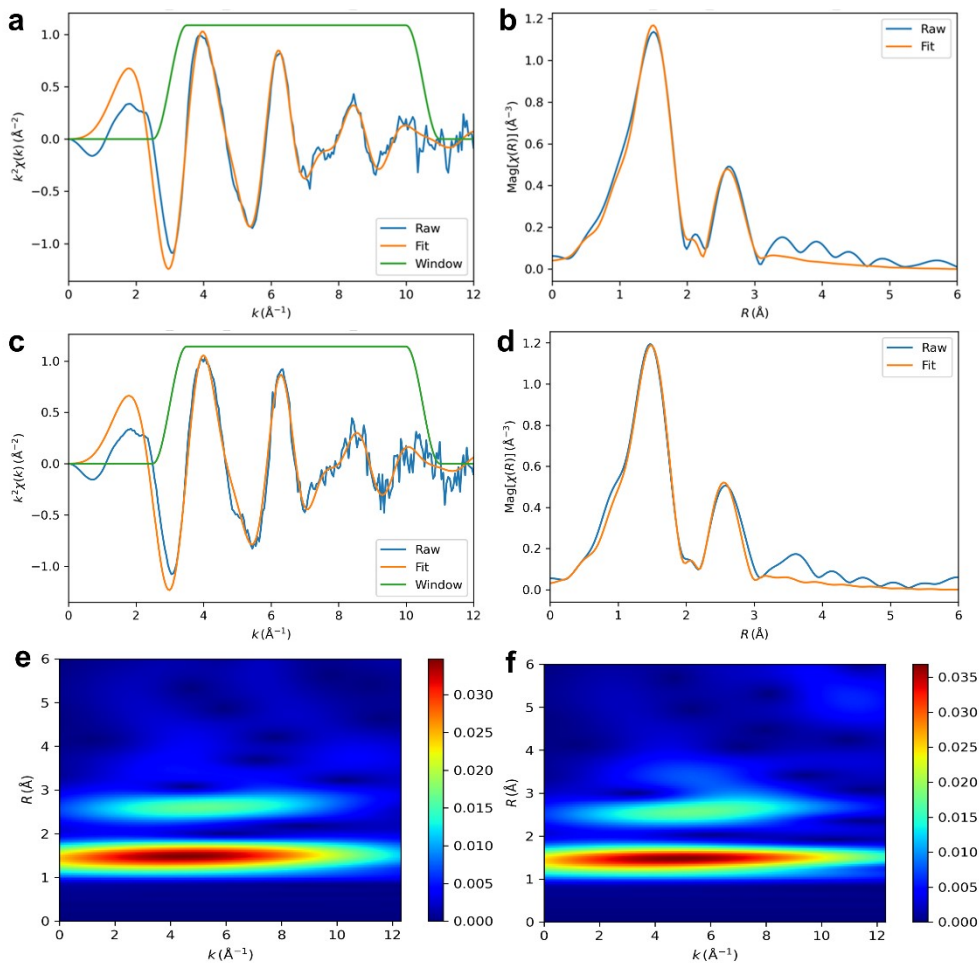 a
1.0
0.5
0.0
−0.5
−1.0
k²χ(k) (Å⁻²)
Raw
Fit
Window
0 2 4 6 8 10 12
k (Å⁻¹)
b
1.2
1.0
0.8
0.6
0.4
0.2
0.0
Mag[χ(R)] (Å⁻³)
Raw
Fit
0 1 2 3 4 5 6
R (Å)
c
1.0
0.5
0.0
−0.5
−1.0
k²χ(k) (Å⁻²)
Raw
Fit
Window
0 2 4 6 8 10 12
k (Å⁻¹)
d
1.2
1.0
0.8
0.6
0.4
0.2
0.0
Mag[χ(R)] (Å⁻³)
Raw
Fit
0 1 2 3 4 5 6
R (Å)
e
6
5
4
3
2
1
0
R (Å)
0 2 4 6 8 10 12
k (Å⁻¹)
0.030
0.025
0.020
0.015
0.010
0.005
0.000
f
6
5
4
3
2
1
0
R (Å)
0 2 4 6 8 10 12
k (Å⁻¹)
0.035
0.030
0.025
0.020
0.015
0.010
0.005
0.000